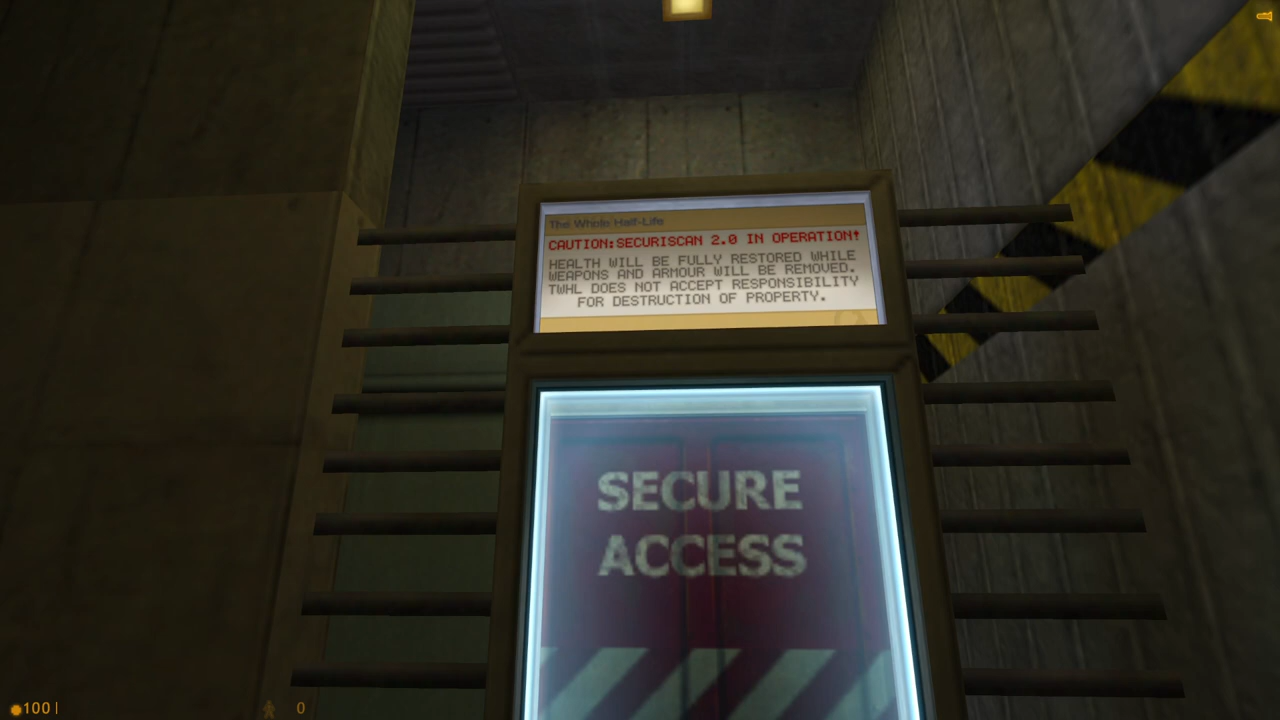 The Whole Half-Life
CAUTION:SECURISCAN 2.0 IN OPERATION!
HEALTH WILL BE FULLY RESTORED WHILE
WEAPONS AND ARMOUR WILL BE REMOVED.
TWHL DOES NOT ACCEPT RESPONSIBILITY
FOR DESTRUCTION OF PROPERTY.
SECURE
ACCESS
100
0